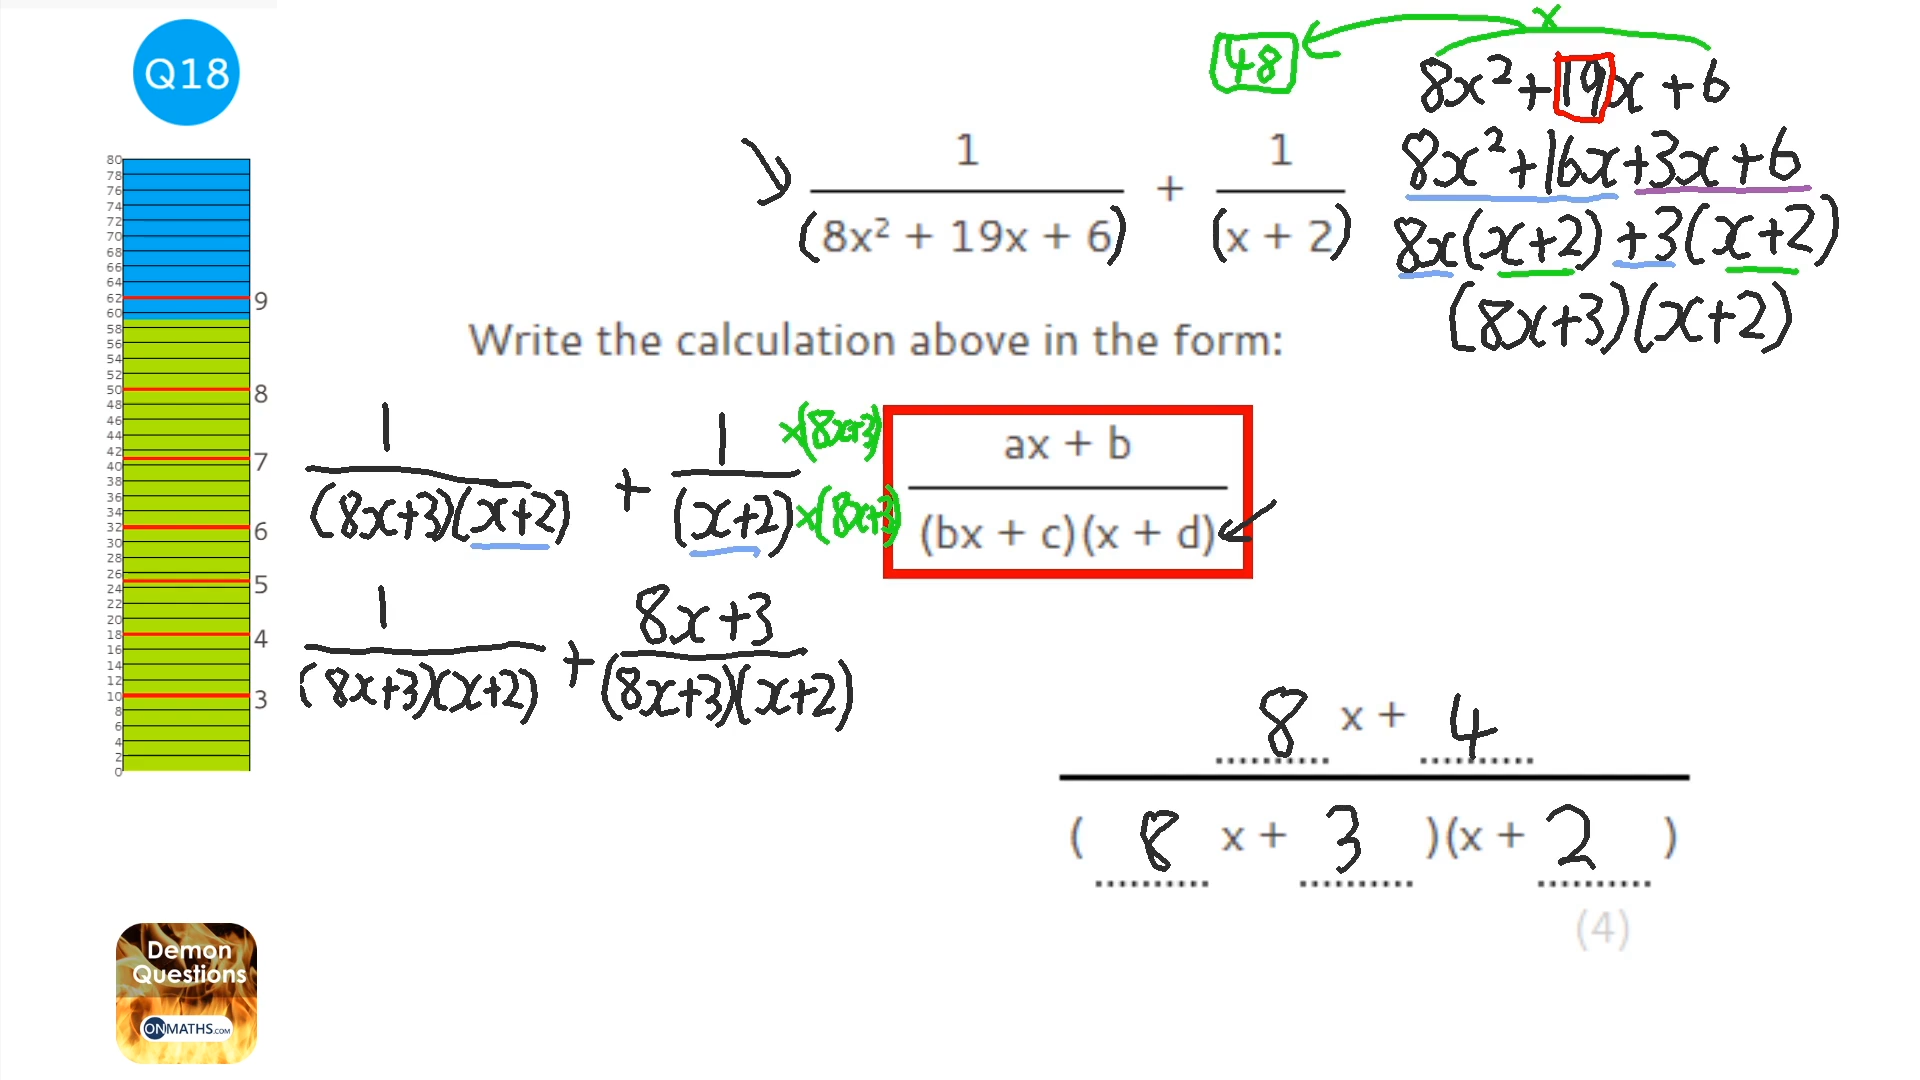 Q18
48
8x² + 19x + 6
8x² + 16x + 3x + 6
8x(x+2) + 3(x+2)
(8x+3)(x+2)
x
1 + 1
(8x² + 19x + 6) (x + 2)
Write the calculation above in the form:
1 + 1 ×(8x+3)
(8x+3)(x+2) (x+2) ×(8x+3)
ax + b
(bx + c)(x + d)
1 + 8x+3
(8x+3)(x+2) (8x+3)(x+2)
8 x + 4
( 8 x + 3 )(x + 2 )
(4)
80
78
76
74
72
70
68
66
64
62
60
58
56
54
52
50
48
46
44
42
40
38
36
34
32
30
28
26
24
22
20
18
16
14
12
10
8
6
4
2
0
9
8
7
6
5
4
3
Demon
Questions
ONMATHS.COM